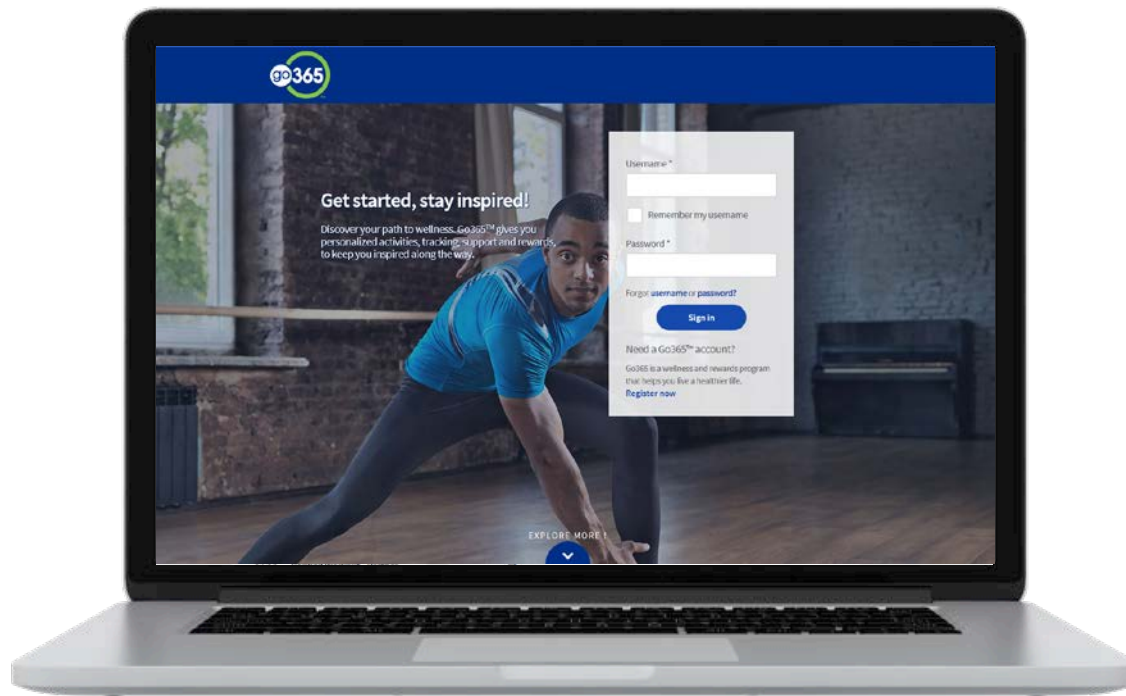 go365
Get started, stay inspired!
Discover your path to wellness. Go365™ gives you
personalized activities, tracking, support and rewards,
to keep you inspired along the way.
Username *
Remember my username
Password *
Forgot username or password?
Sign in
Need a Go365™ account?
Go365 is a wellness and rewards program
that helps you live a healthier life.
Register now
EXPLORE MORE !